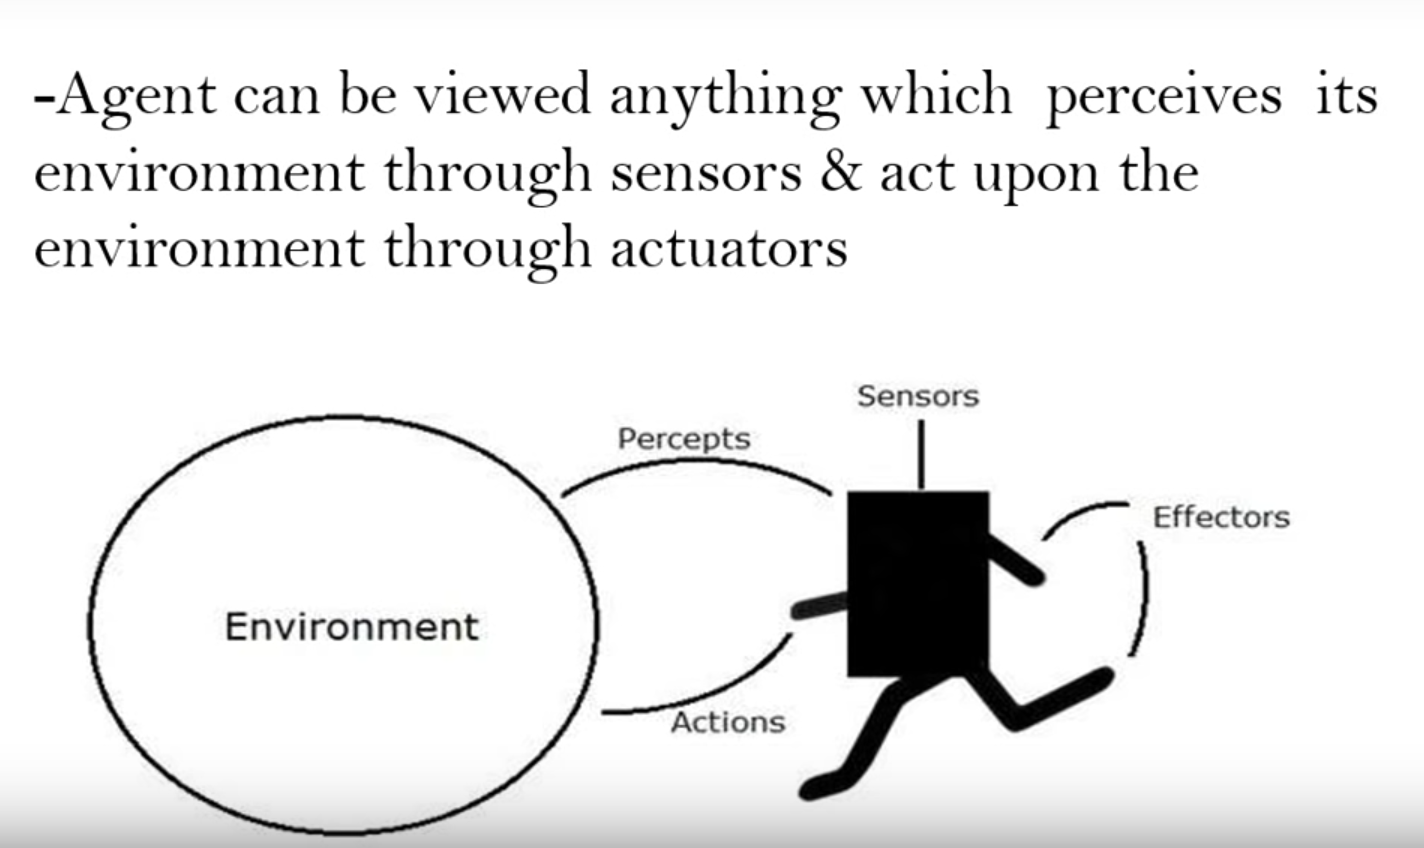 -Agent can be viewed anything which perceives its
environment through sensors & act upon the
environment through actuators
Sensors
Percepts
Effectors
Environment
Actions